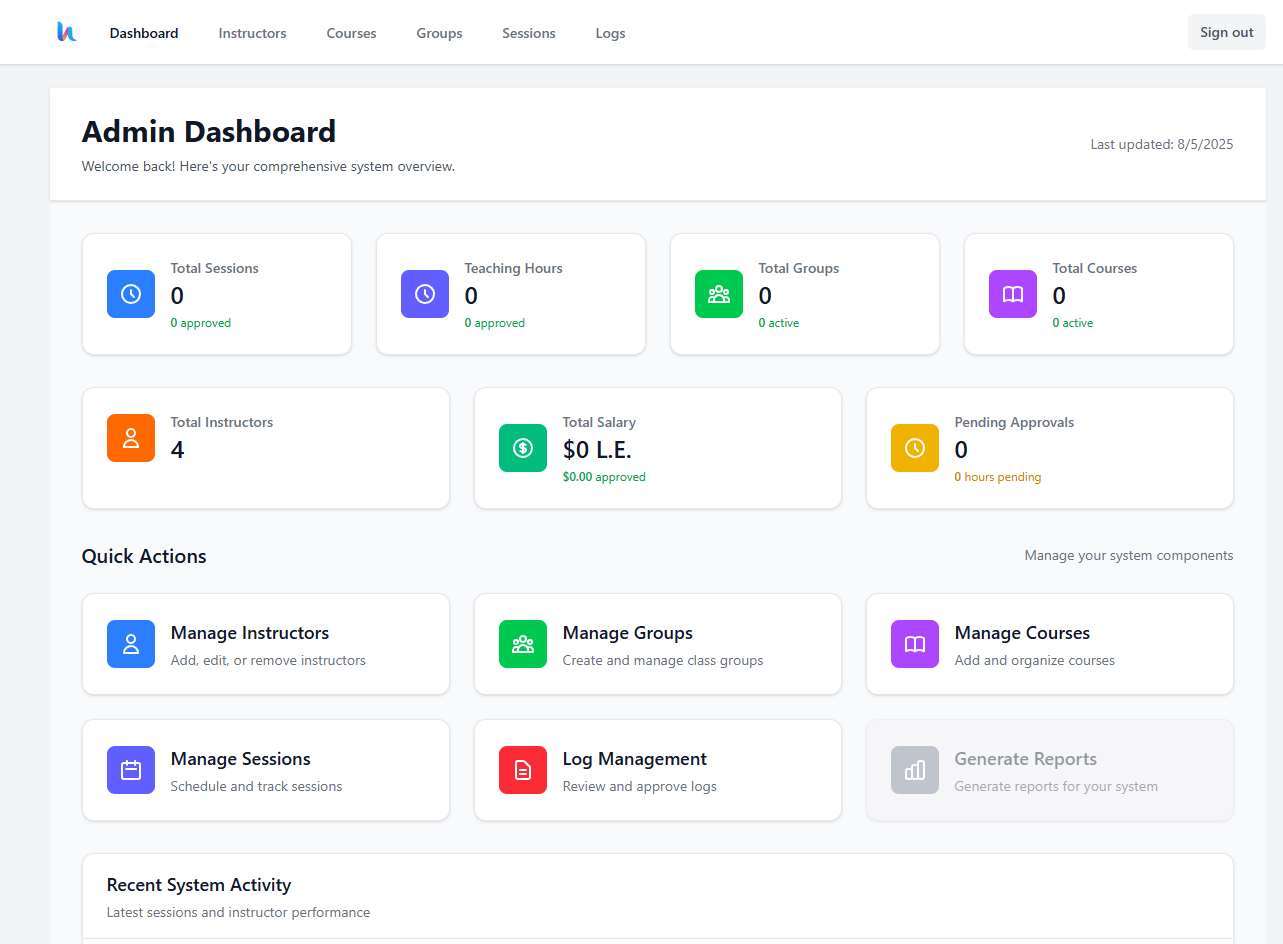 Dashboard Instructors Courses Groups Sessions Logs Sign out
Admin Dashboard
Welcome back! Here's your comprehensive system overview.
Last updated: 8/5/2025
Total Sessions
0
0 approved
Teaching Hours
0
0 approved
Total Groups
0
0 active
Total Courses
0
0 active
Total Instructors
4
Total Salary
$0 L.E.
$0.00 approved
Pending Approvals
0
0 hours pending
Quick Actions
Manage your system components
Manage Instructors
Add, edit, or remove instructors
Manage Groups
Create and manage class groups
Manage Courses
Add and organize courses
Manage Sessions
Schedule and track sessions
Log Management
Review and approve logs
Generate Reports
Generate reports for your system
Recent System Activity
Latest sessions and instructor performance